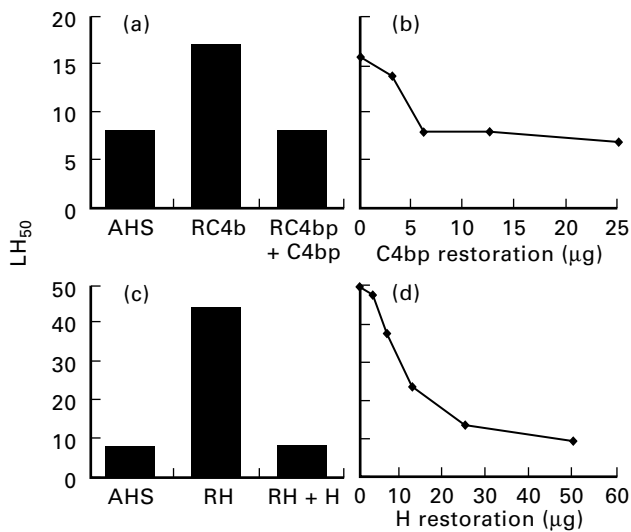 LH50
(a)
20
15
10
5
0
AHS RC4b RC4bp
+ C4bp
(b)
0 5 10 15 20 25
C4bp restoration (µg)
(c)
50
40
30
20
10
0
AHS RH RH + H
(d)
0 10 20 30 40 50 60
H restoration (µg)